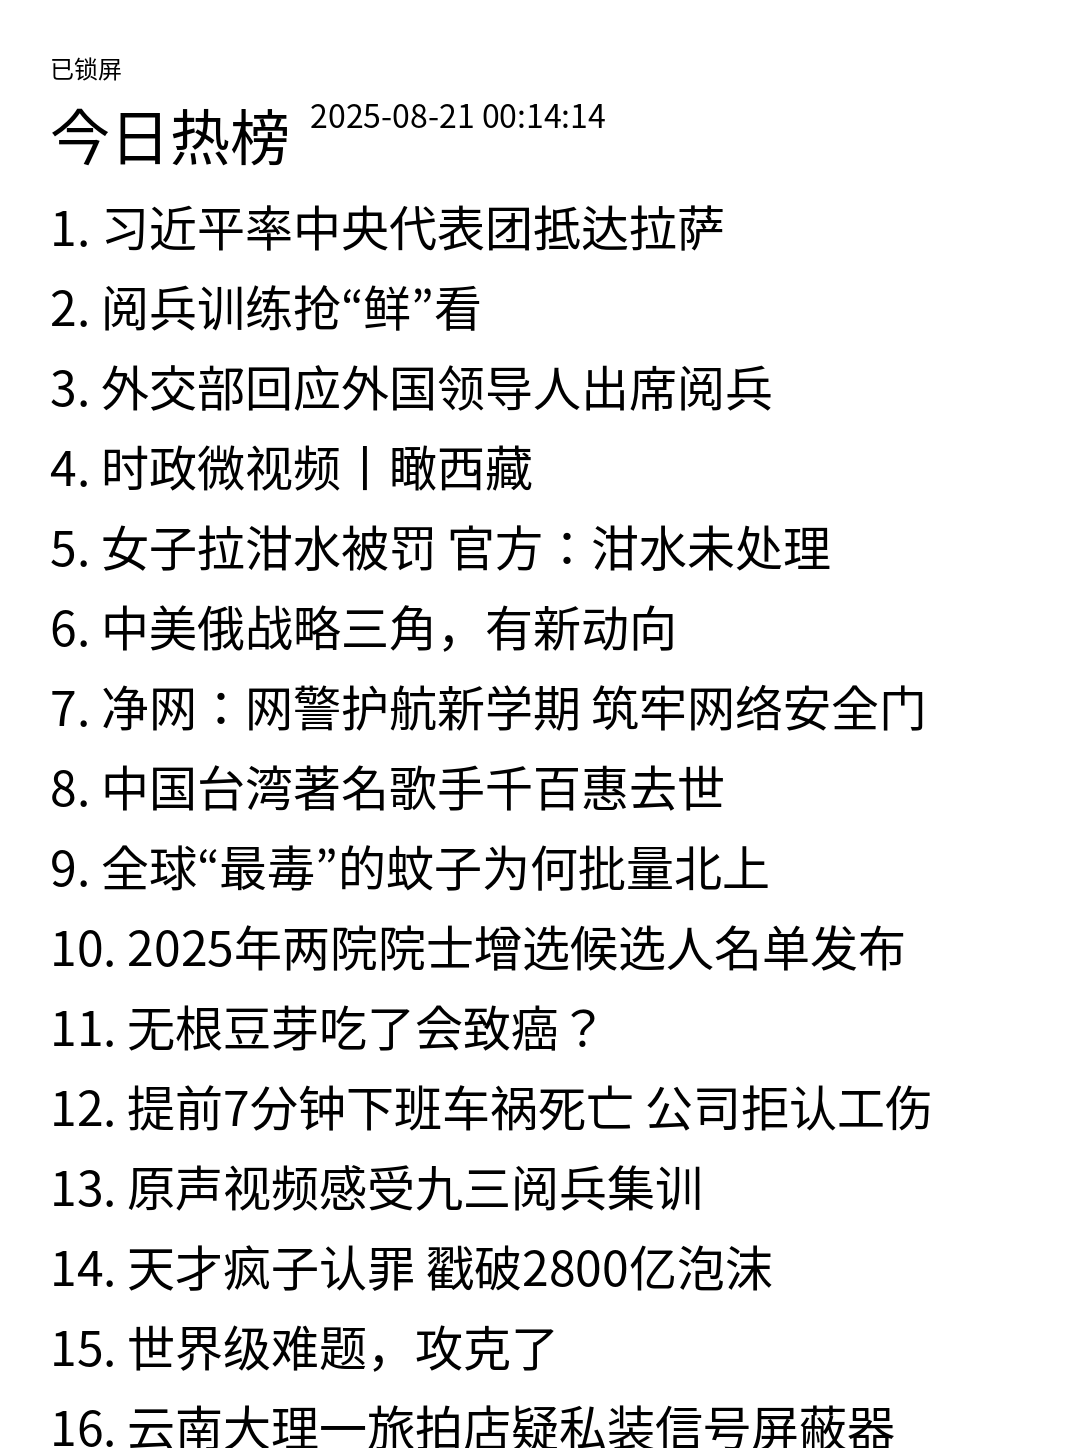 已锁屏
今日热榜 2025-08-21 00:14:14
1. 习近平率中央代表团抵达拉萨
2. 阅兵训练抢“鲜”看
3. 外交部回应外国领导人出席阅兵
4. 时政微视频丨瞰西藏
5. 女子拉泔水被罚 官方：泔水未处理
6. 中美俄战略三角，有新动向
7. 净网：网警护航新学期 筑牢网络安全门
8. 中国台湾著名歌手千百惠去世
9. 全球“最毒”的蚊子为何批量北上
10. 2025年两院院士增选候选人名单发布
11. 无根豆芽吃了会致癌？
12. 提前7分钟下班车祸死亡 公司拒认工伤
13. 原声视频感受九三阅兵集训
14. 天才疯子认罪 戳破2800亿泡沫
15. 世界级难题，攻克了
16. 云南大理一旅拍店疑私装信号屏蔽器